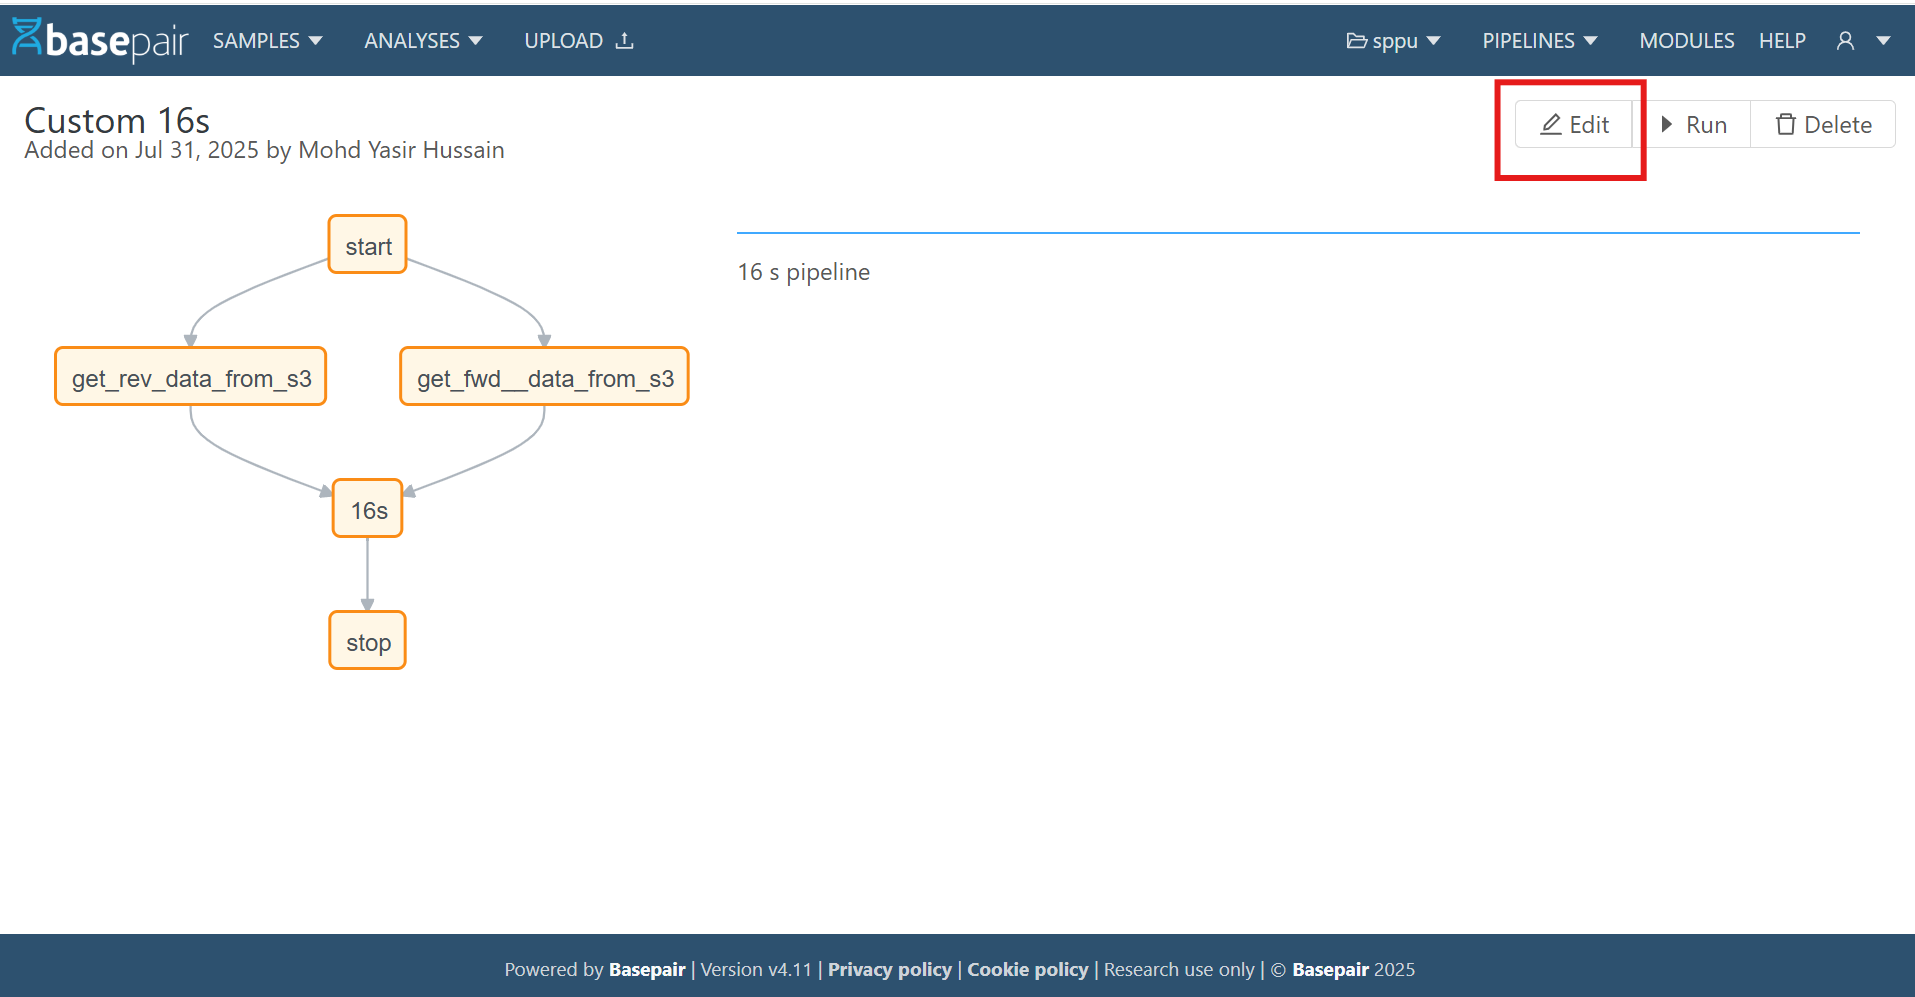 basepair SAMPLES ANALYSES UPLOAD sppu PIPELINES MODULES HELP
Custom 16s
Added on Jul 31, 2025 by Mohd Yasir Hussain
Edit Run Delete
start
16 s pipeline
get_rev_data_from_s3 get_fwd__data_from_s3
16s
stop
Powered by Basepair | Version v4.11 | Privacy policy | Cookie policy | Research use only | © Basepair 2025